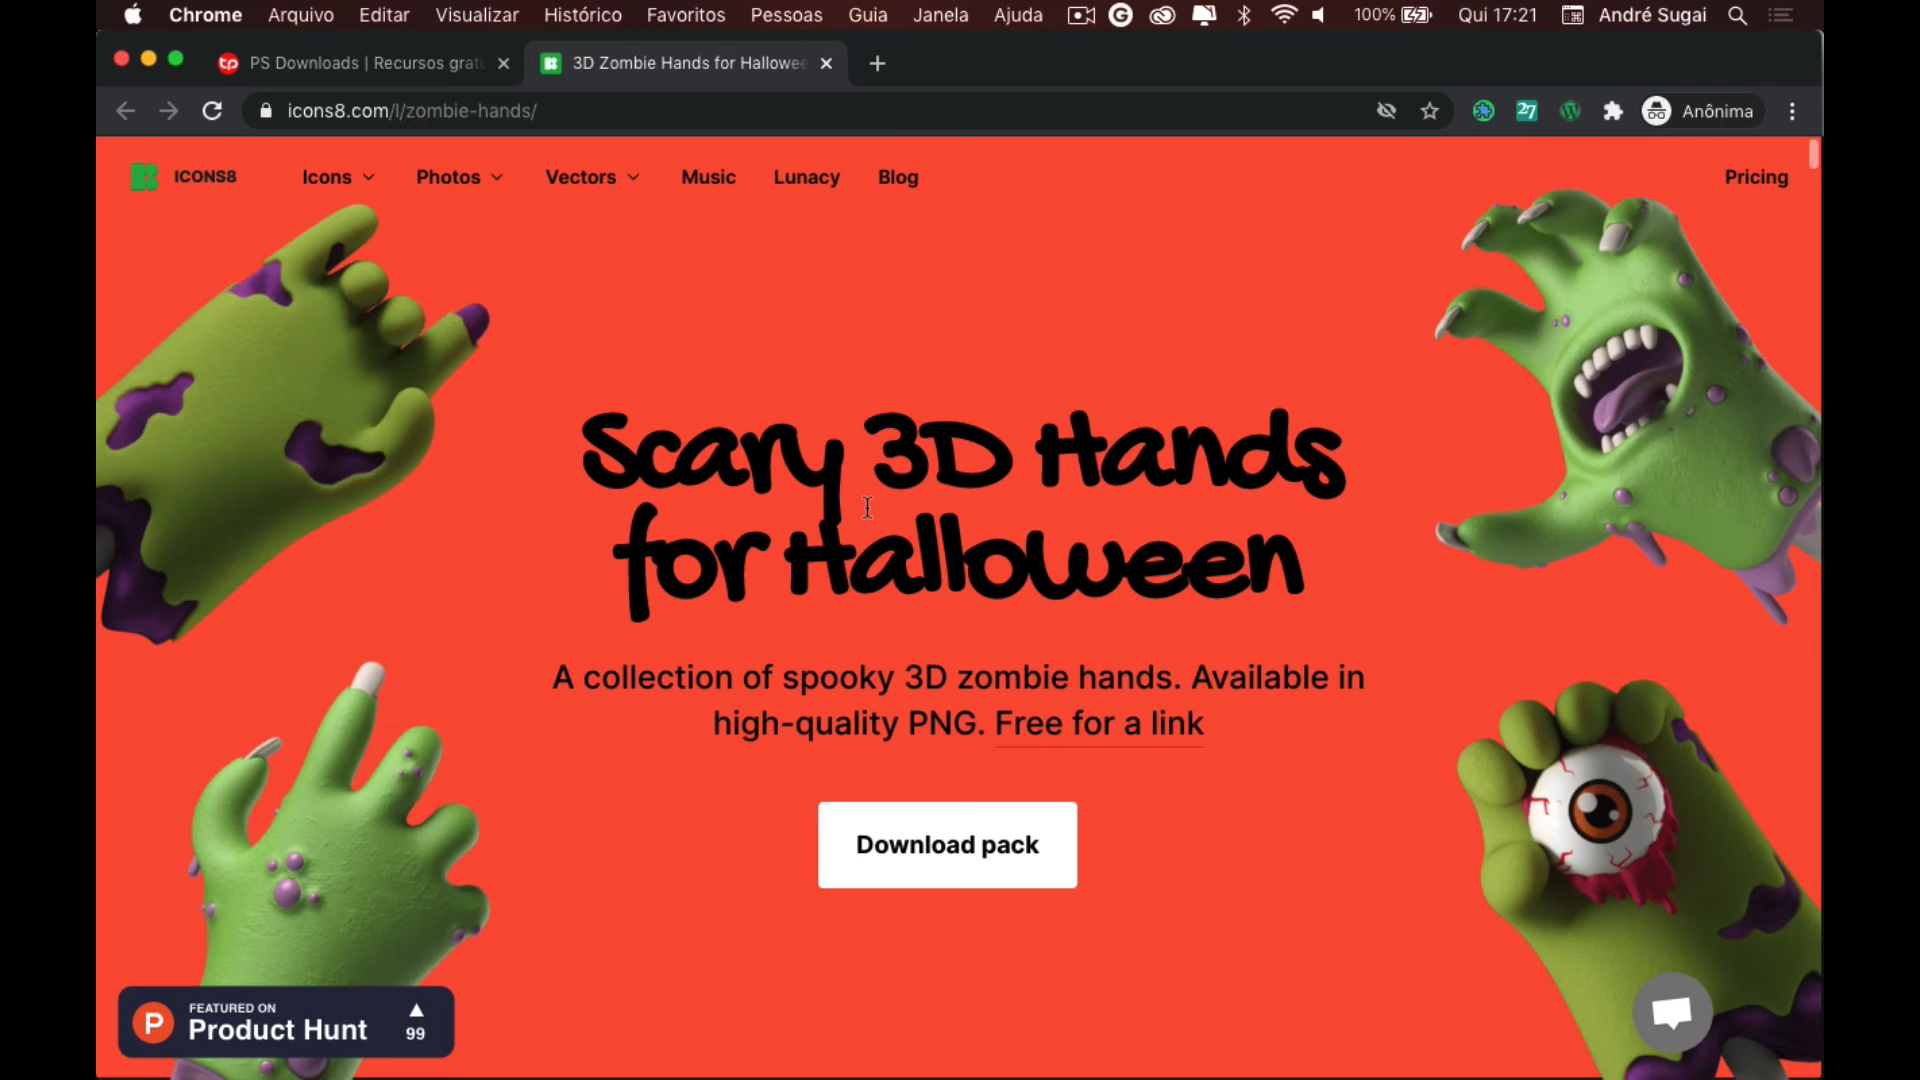 Chrome Arquivo Editar Visualizar Histórico Favoritos Pessoas Guia Janela Ajuda 100% Qui 17:21 André Sugai
tp PS Downloads | Recursos grat 3D Zombie Hands for Hallowee
icons8.com/l/zombie-hands/ 27 Anônima
ICONS8 Icons Photos Vectors Music Lunacy Blog Pricing
Scary 3D Hands
for Halloween
A collection of spooky 3D zombie hands. Available in
high-quality PNG. Free for a link
Download pack
P FEATURED ON
Product Hunt
99